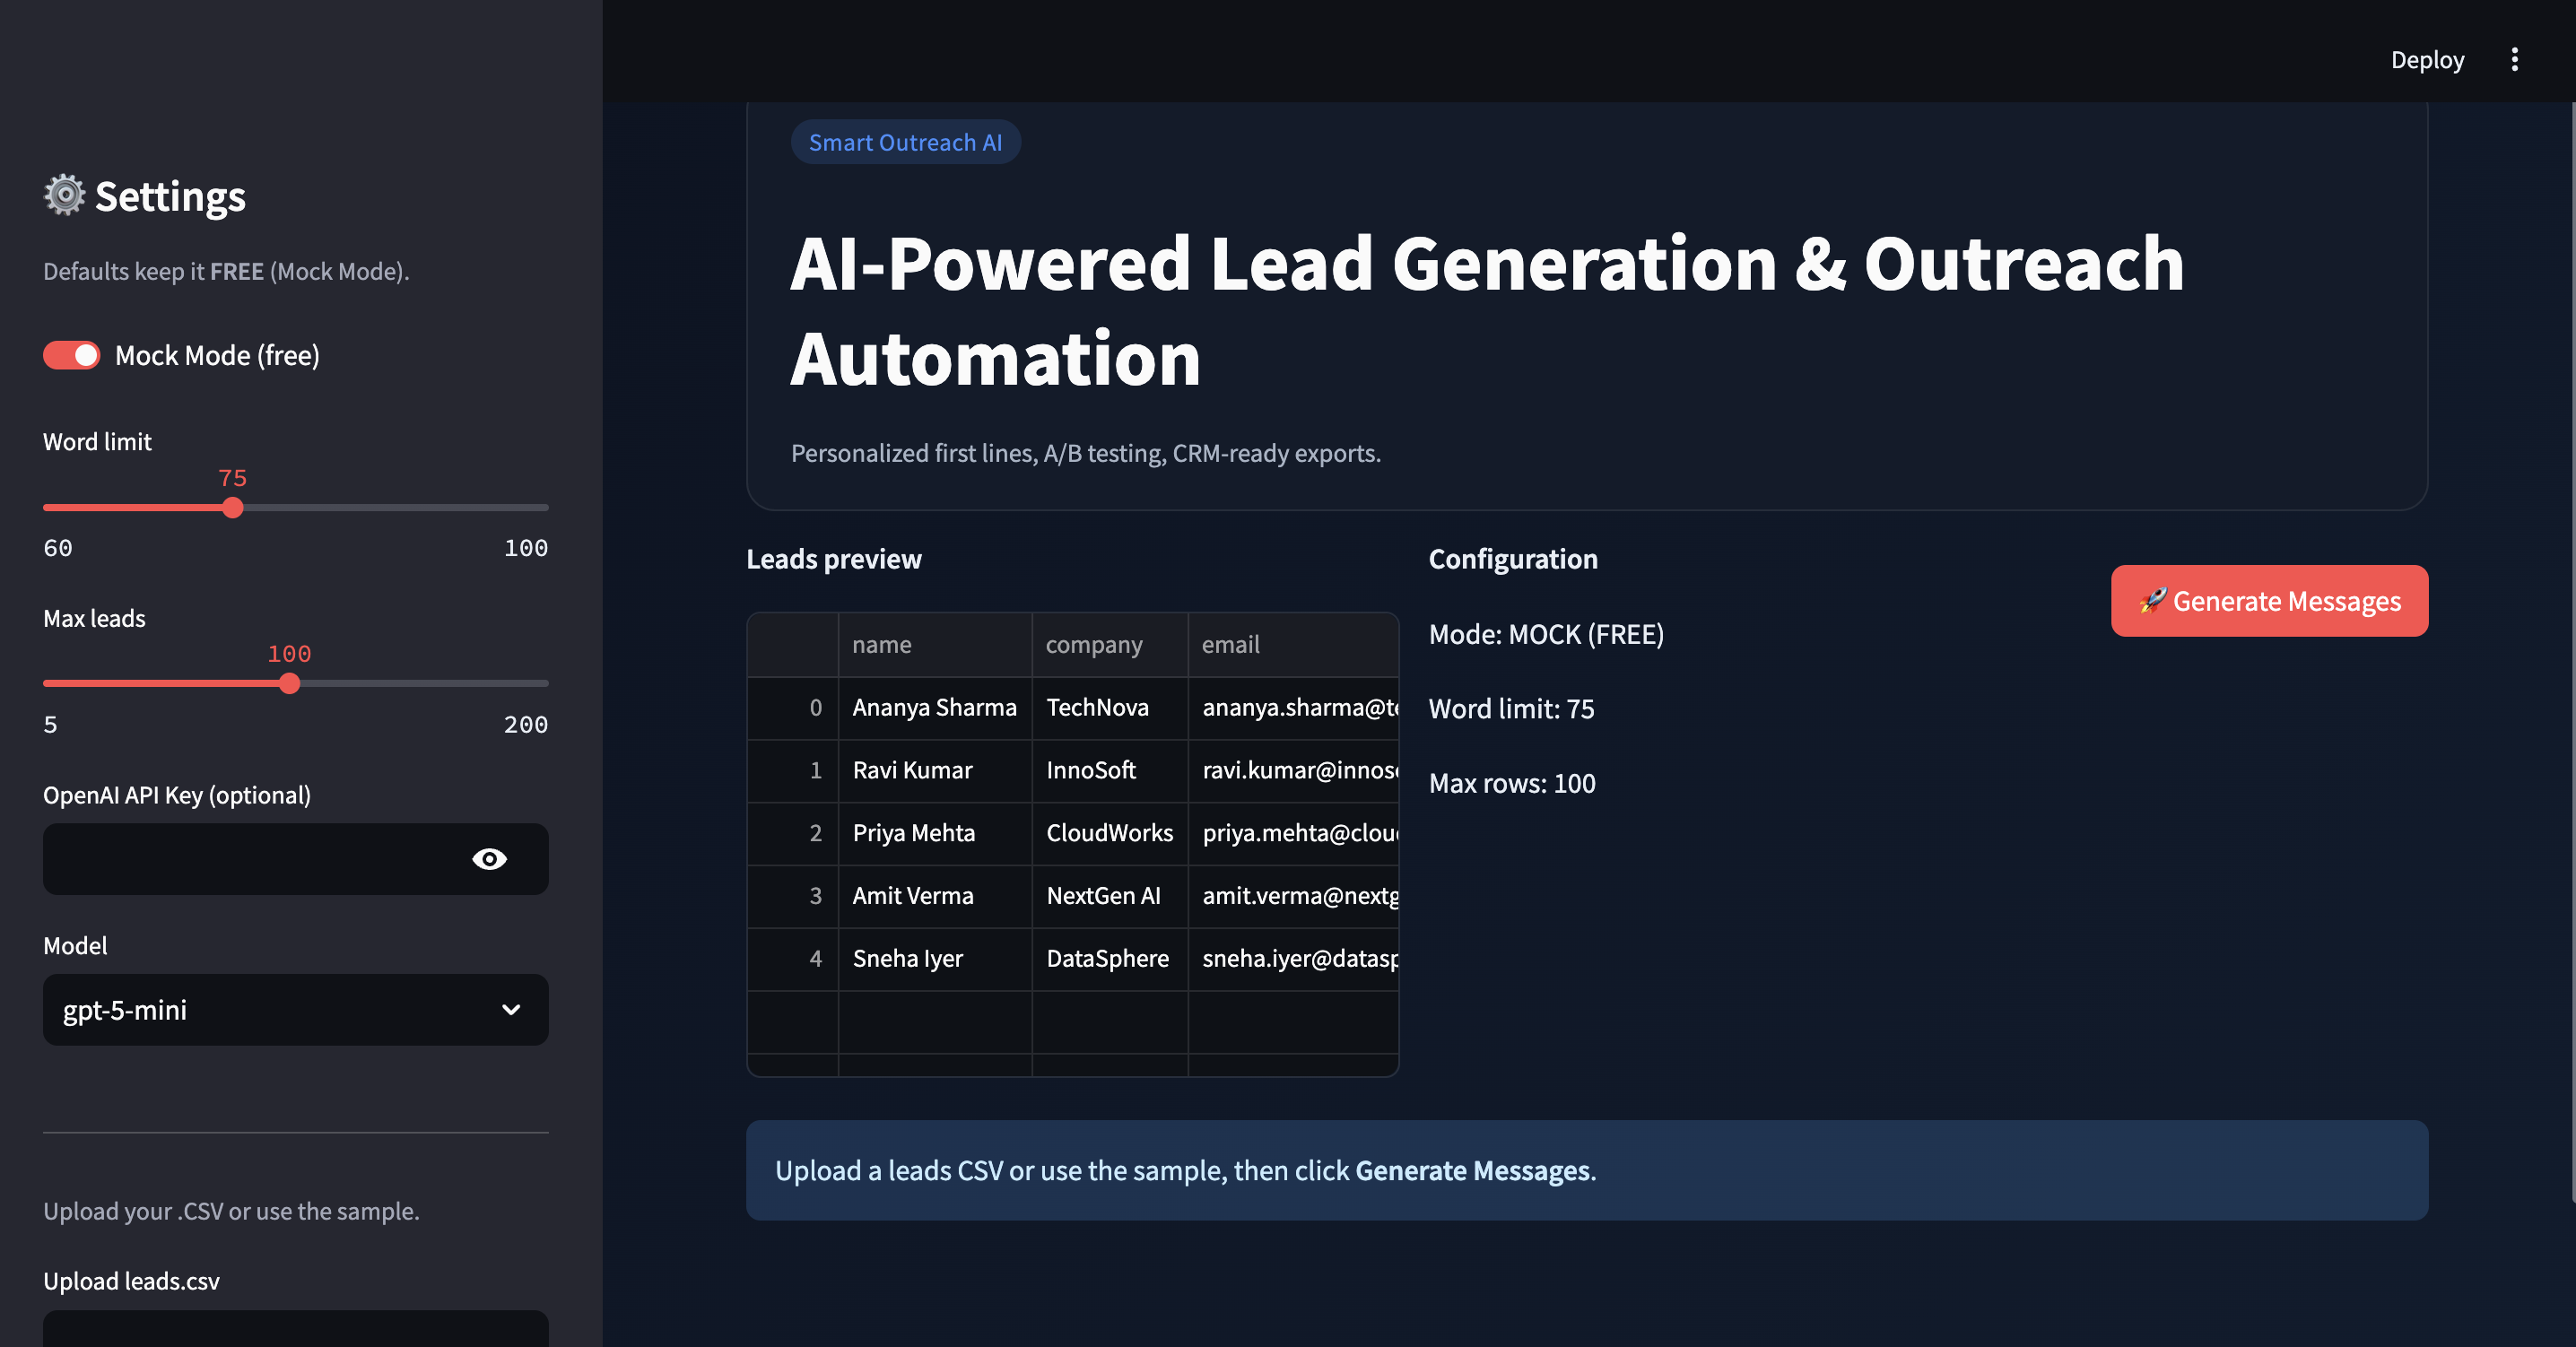 Deploy
⚙️ Settings
Defaults keep it FREE (Mock Mode).
Mock Mode (free)
Word limit
75
60 100
Max leads
100
5 200
OpenAI API Key (optional)
Model
gpt-5-mini
Upload your .CSV or use the sample.
Upload leads.csv
Smart Outreach AI
AI-Powered Lead Generation & Outreach
Automation
Personalized first lines, A/B testing, CRM-ready exports.
Leads preview
name company email
0 Ananya Sharma TechNova ananya.sharma@te
1 Ravi Kumar InnoSoft ravi.kumar@innoso
2 Priya Mehta CloudWorks priya.mehta@clou
3 Amit Verma NextGen AI amit.verma@nextg
4 Sneha Iyer DataSphere sneha.iyer@datasp
Configuration
Mode: MOCK (FREE)
Word limit: 75
Max rows: 100
🚀 Generate Messages
Upload a leads CSV or use the sample, then click Generate Messages.